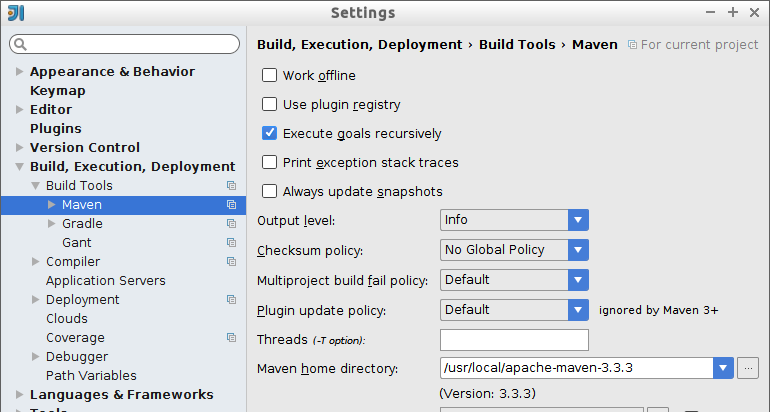 Settings
Build, Execution, Deployment › Build Tools › Maven For current project
Appearance & Behavior
Keymap
Editor
Plugins
Version Control
Build, Execution, Deployment
Build Tools
Maven
Gradle
Gant
Compiler
Application Servers
Deployment
Clouds
Coverage
Debugger
Path Variables
Languages & Frameworks
Tools
Work offline
Use plugin registry
Execute goals recursively
Print exception stack traces
Always update snapshots
Output level: Info
Checksum policy: No Global Policy
Multiproject build fail policy: Default
Plugin update policy: Default ignored by Maven 3+
Threads (-T option):
Maven home directory: /usr/local/apache-maven-3.3.3 ...
(Version: 3.3.3)